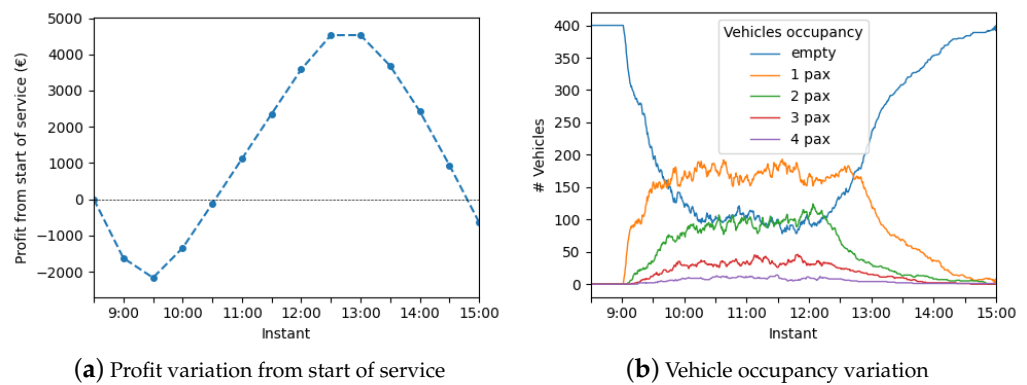 5000
4000
3000
2000
1000
0
−1000
−2000
Profit from start of service (€)
9:00 10:00 11:00 12:00 13:00 14:00 15:00
Instant
(a) Profit variation from start of service
400
350
300
250
200
150
100
50
0
# Vehicles
Vehicles occupancy
empty
1 pax
2 pax
3 pax
4 pax
9:00 10:00 11:00 12:00 13:00 14:00 15:00
Instant
(b) Vehicle occupancy variation